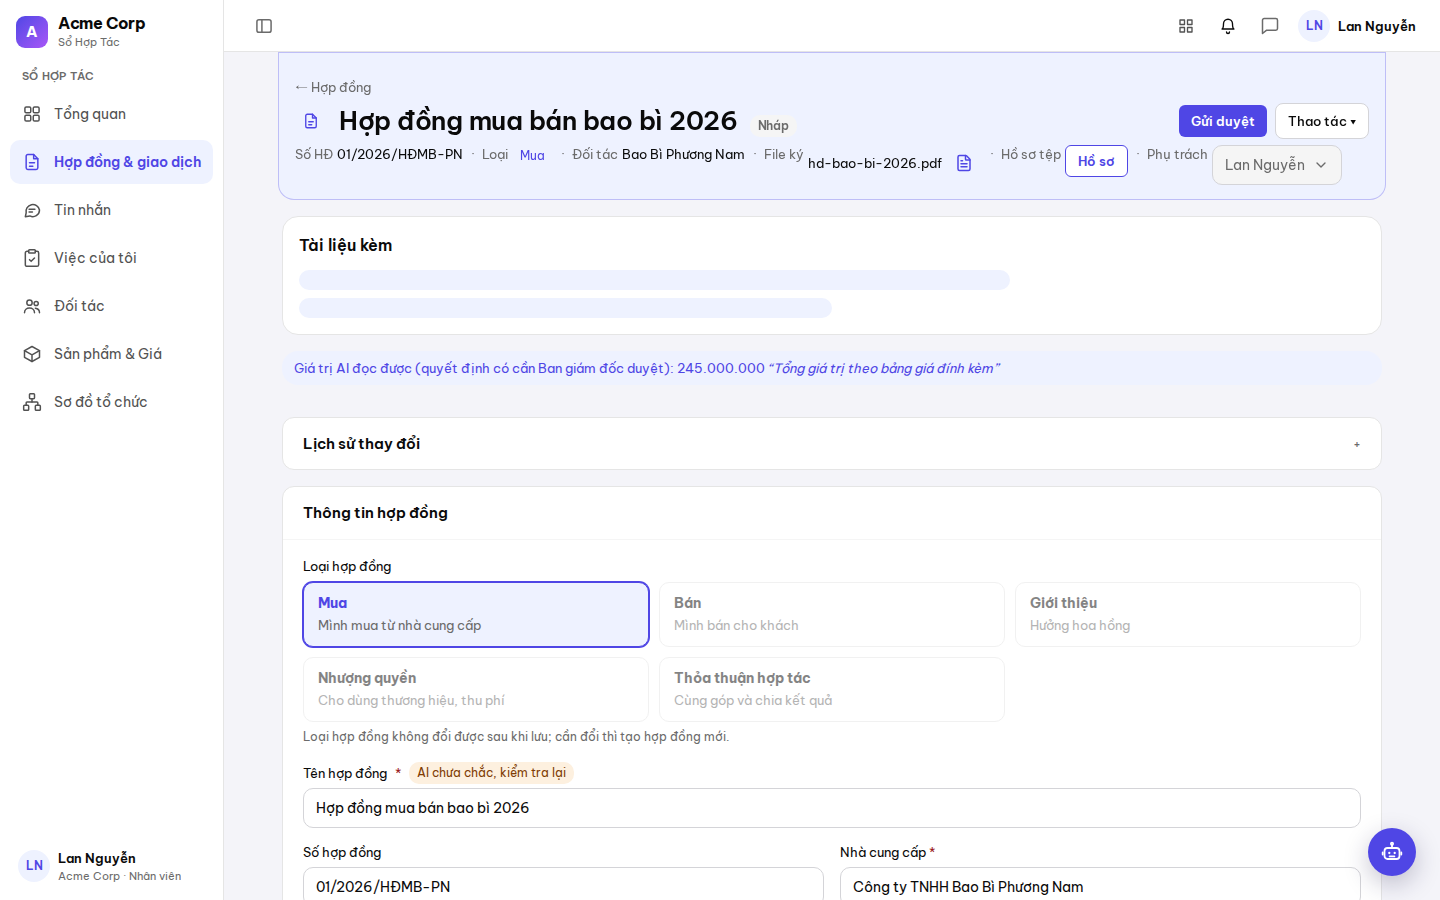 A
Acme Corp
Sổ Hợp Tác
SỔ HỢP TÁC
Tổng quan
Hợp đồng & giao dịch
Tin nhắn
Việc của tôi
Đối tác
Sản phẩm & Giá
Sơ đồ tổ chức
LN
Lan Nguyễn
Acme Corp · Nhân viên
LN Lan Nguyễn
← Hợp đồng
Hợp đồng mua bán bao bì 2026 Nháp
Gửi duyệt Thao tác ▾
Số HĐ 01/2026/HĐMB-PN · Loại Mua · Đối tác Bao Bì Phương Nam · File ký hd-bao-bi-2026.pdf · Hồ sơ tệp Hồ sơ · Phụ trách Lan Nguyễn
Tài liệu kèm
Giá trị AI đọc được (quyết định có cần Ban giám đốc duyệt): 245.000.000 “Tổng giá trị theo bảng giá đính kèm”
Lịch sử thay đổi +
Thông tin hợp đồng
Loại hợp đồng
Mua
Mình mua từ nhà cung cấp
Bán
Mình bán cho khách
Giới thiệu
Hưởng hoa hồng
Nhượng quyền
Cho dùng thương hiệu, thu phí
Thỏa thuận hợp tác
Cùng góp và chia kết quả
Loại hợp đồng không đổi được sau khi lưu; cần đổi thì tạo hợp đồng mới.
Tên hợp đồng * AI chưa chắc, kiểm tra lại
Hợp đồng mua bán bao bì 2026
Số hợp đồng
01/2026/HĐMB-PN
Nhà cung cấp *
Công ty TNHH Bao Bì Phương Nam